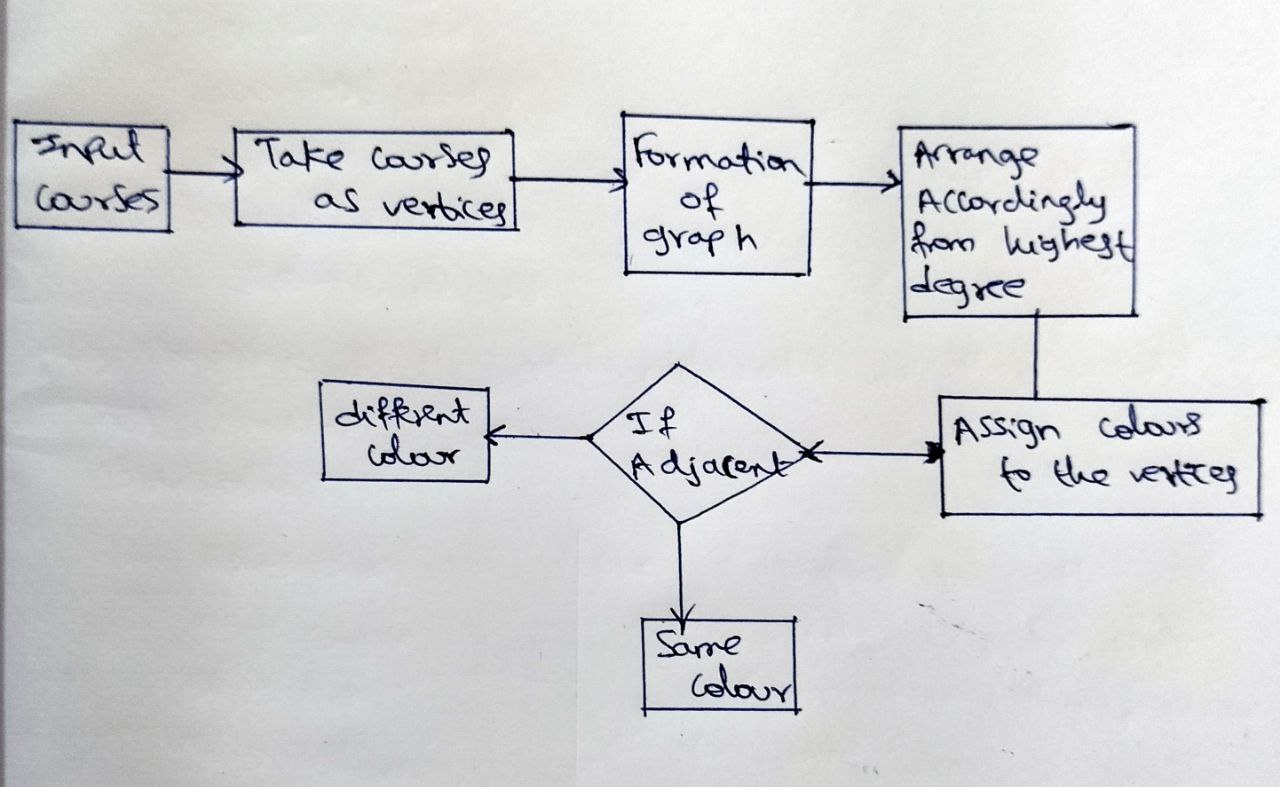 Input
courses
Take courses
as vertices
Formation
of
graph
Arrange
Accordingly
from highest
degree
Assign colours
to the vertices
If
Adjacent
different
colour
Same
colour